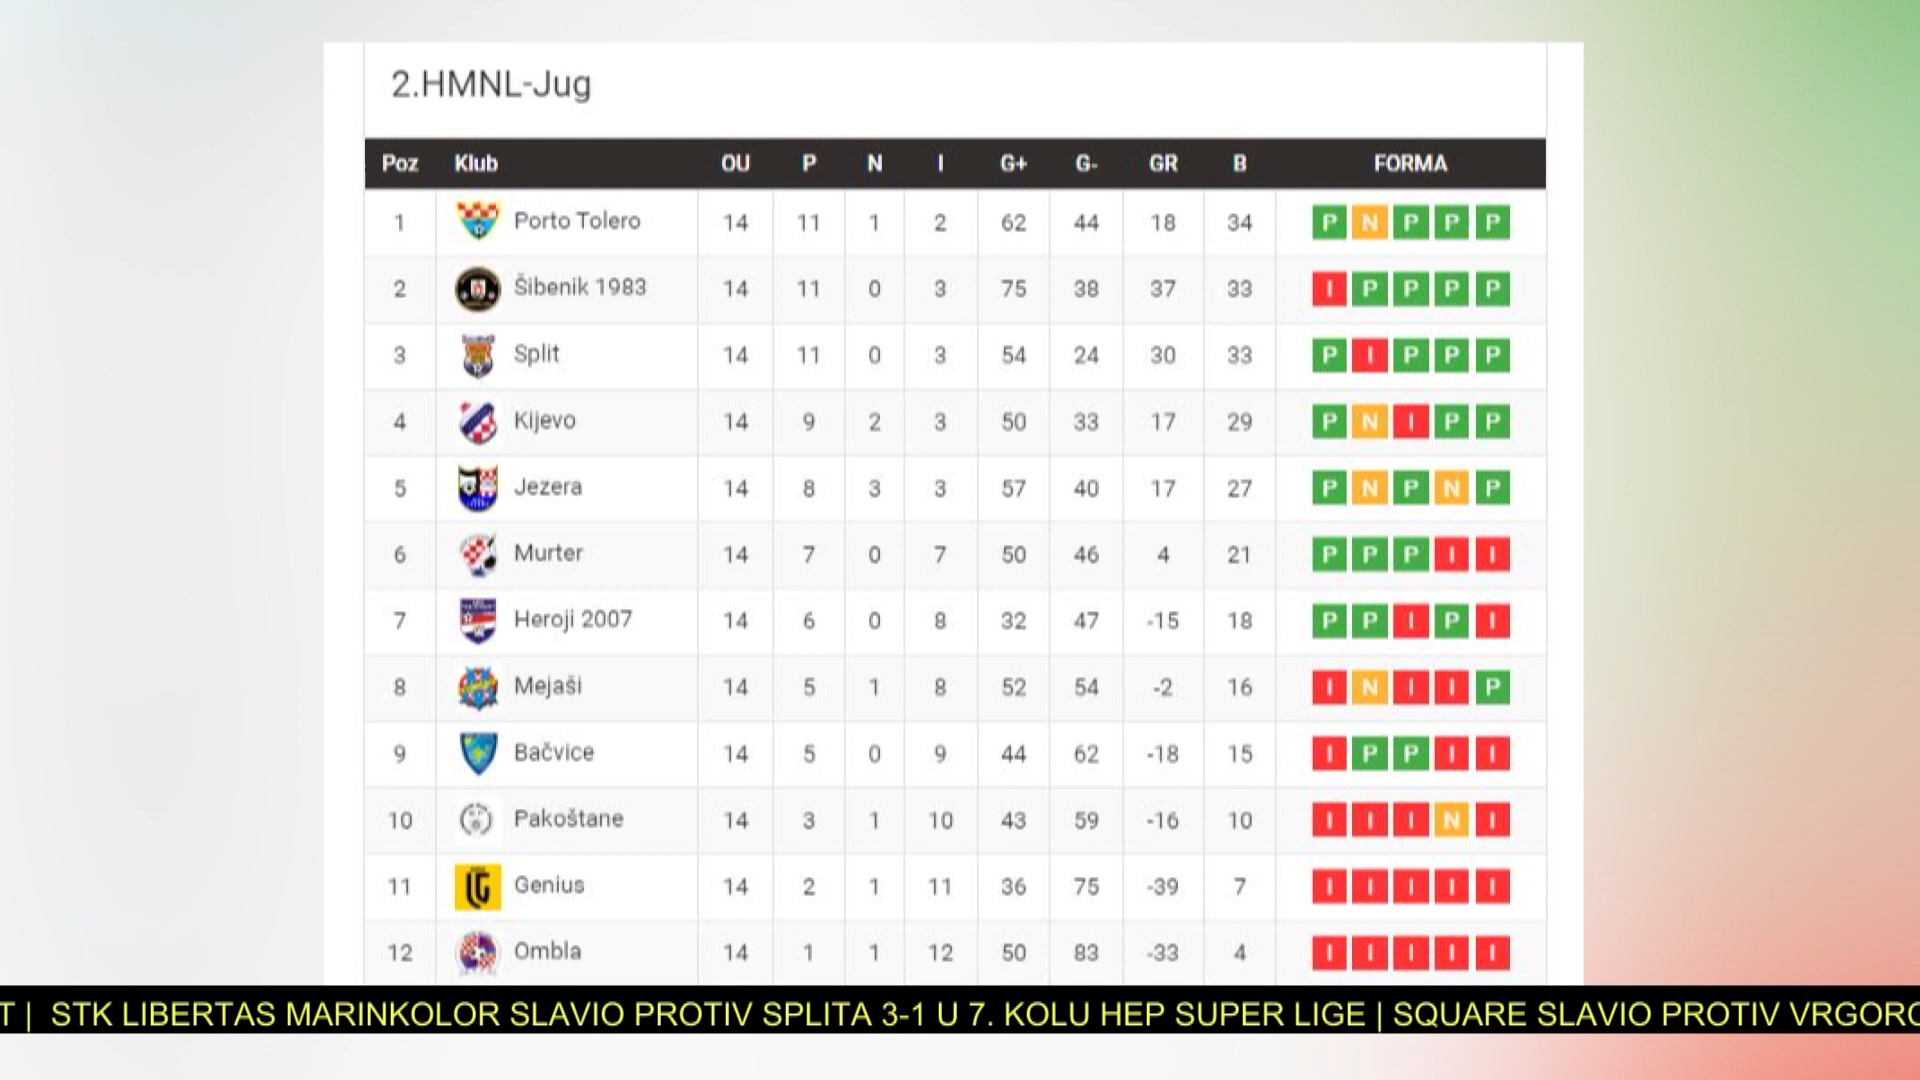 2.HMNL-Jug
Poz Klub OU P N I G+ G- GR B FORMA
1 Porto Tolero 14 11 1 2 62 44 18 34 P N P P P
2 Šibenik 1983 14 11 0 3 75 38 37 33 I P P P P
3 Split 14 11 0 3 54 24 30 33 P I P P P
4 Kijevo 14 9 2 3 50 33 17 29 P N I P P
5 Jezera 14 8 3 3 57 40 17 27 P N P N P
6 Murter 14 7 0 7 50 46 4 21 P P P I I
7 Heroji 2007 14 6 0 8 32 47 -15 18 P P I P I
8 Mejaši 14 5 1 8 52 54 -2 16 I N I I P
9 Bačvice 14 5 0 9 44 62 -18 15 I P P I I
10 Pakoštane 14 3 1 10 43 59 -16 10 I I I N I
11 Genius 14 2 1 11 36 75 -39 7 I I I I I
12 Ombla 14 1 1 12 50 83 -33 4 I I I I I
T | STK LIBERTAS MARINKOLOR SLAVIO PROTIV SPLITA 3-1 U 7. KOLU HEP SUPER LIGE | SQUARE SLAVIO PROTIV VRGORC